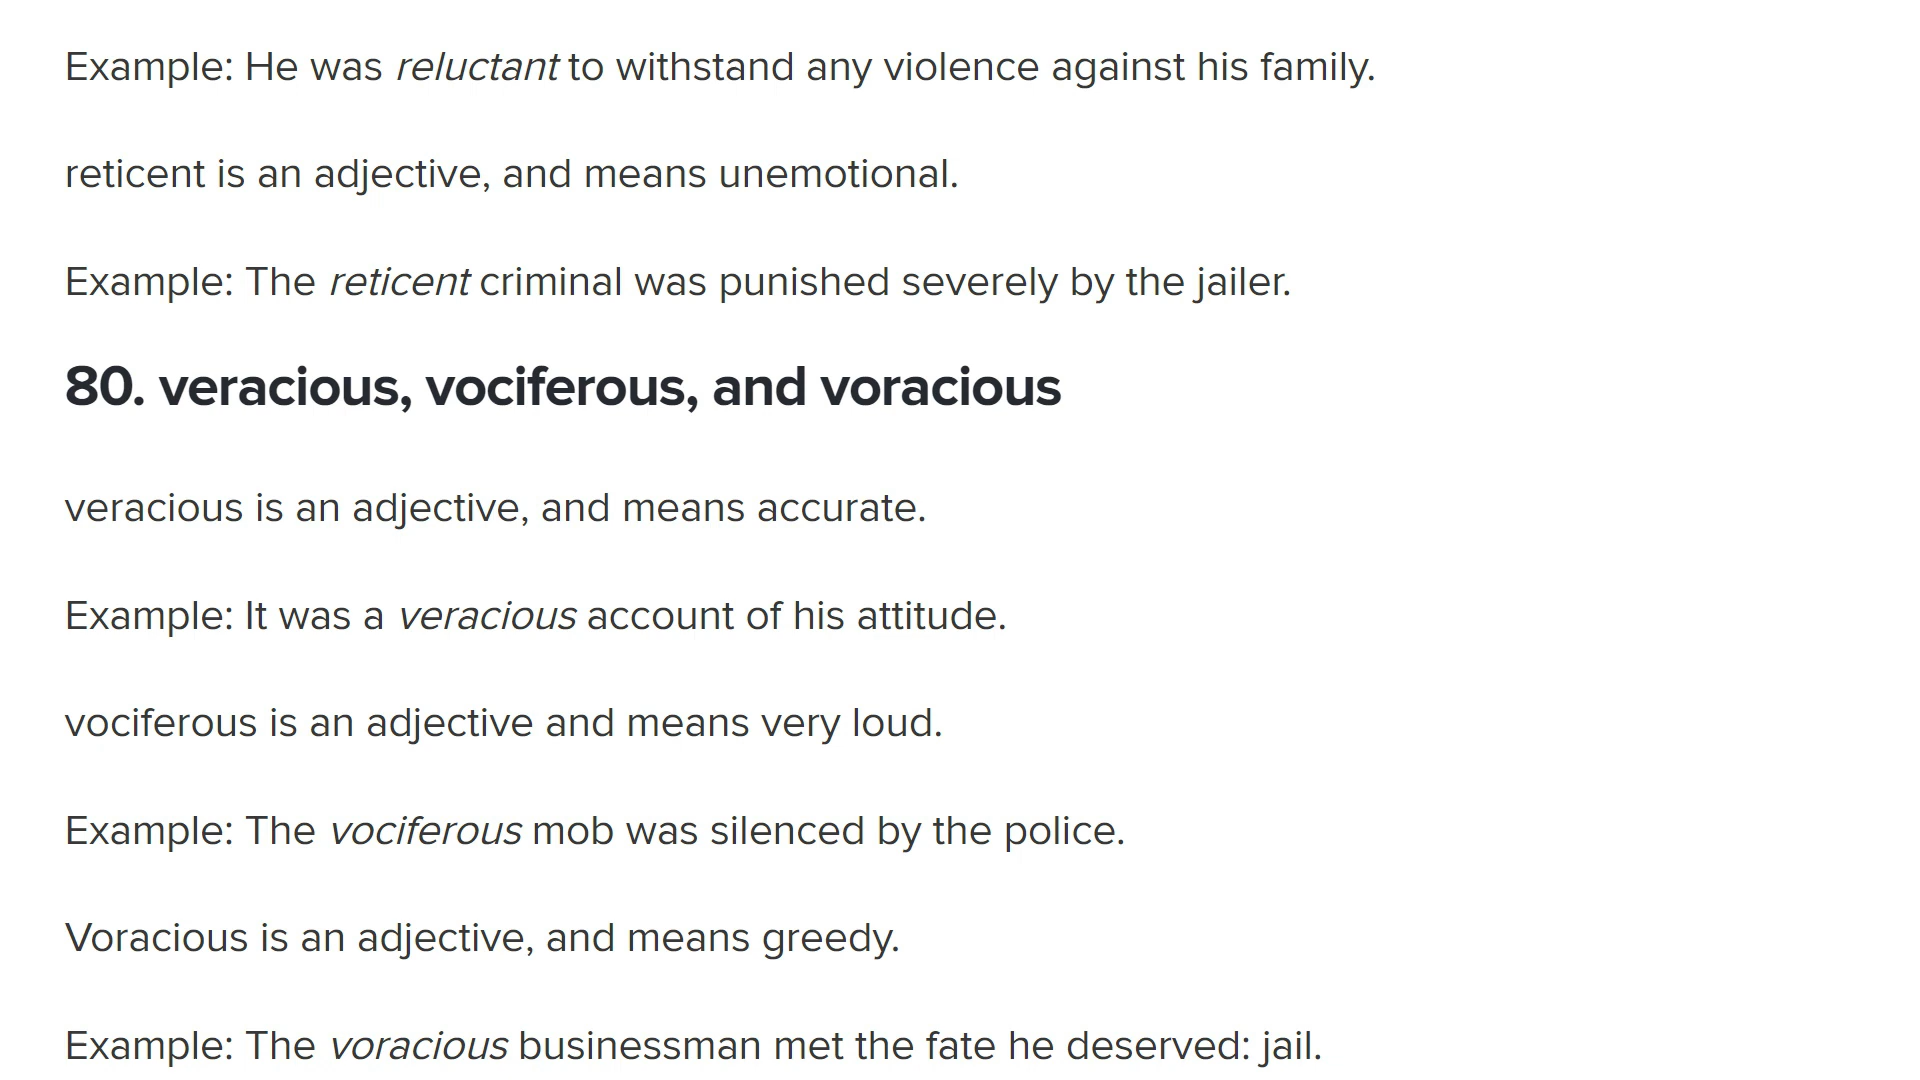 Example: He was reluctant to withstand any violence against his family.
reticent is an adjective, and means unemotional.
Example: The reticent criminal was punished severely by the jailer.
80. veracious, vociferous, and voracious
veracious is an adjective, and means accurate.
Example: It was a veracious account of his attitude.
vociferous is an adjective and means very loud.
Example: The vociferous mob was silenced by the police.
Voracious is an adjective, and means greedy.
Example: The voracious businessman met the fate he deserved: jail.